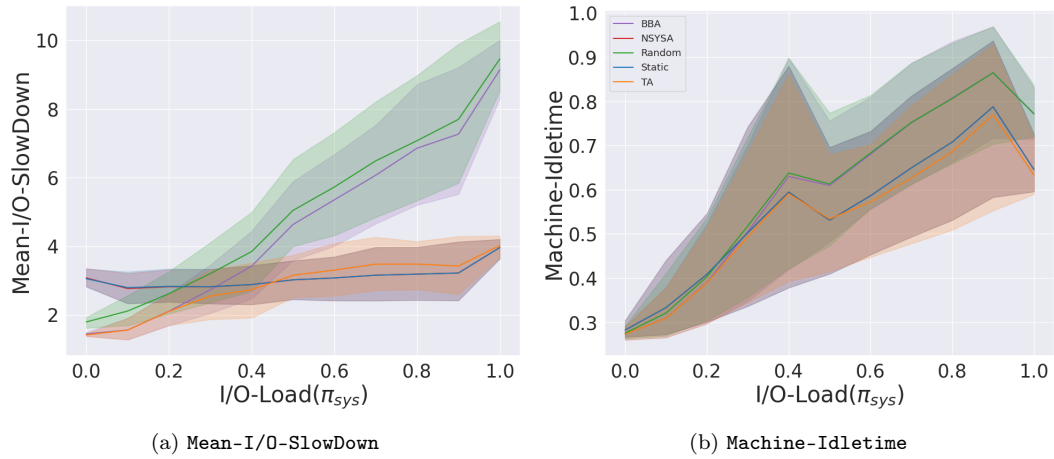 10
8
6
4
2
Mean-I/O-SlowDown
0.0 0.2 0.4 0.6 0.8 1.0
I/O-Load(π_sys)
(a) Mean-I/O-SlowDown
BBA
NSYSA
Random
Static
TA
1.0
0.9
0.8
0.7
0.6
0.5
0.4
0.3
Machine-Idletime
0.0 0.2 0.4 0.6 0.8 1.0
I/O-Load(π_sys)
(b) Machine-Idletime